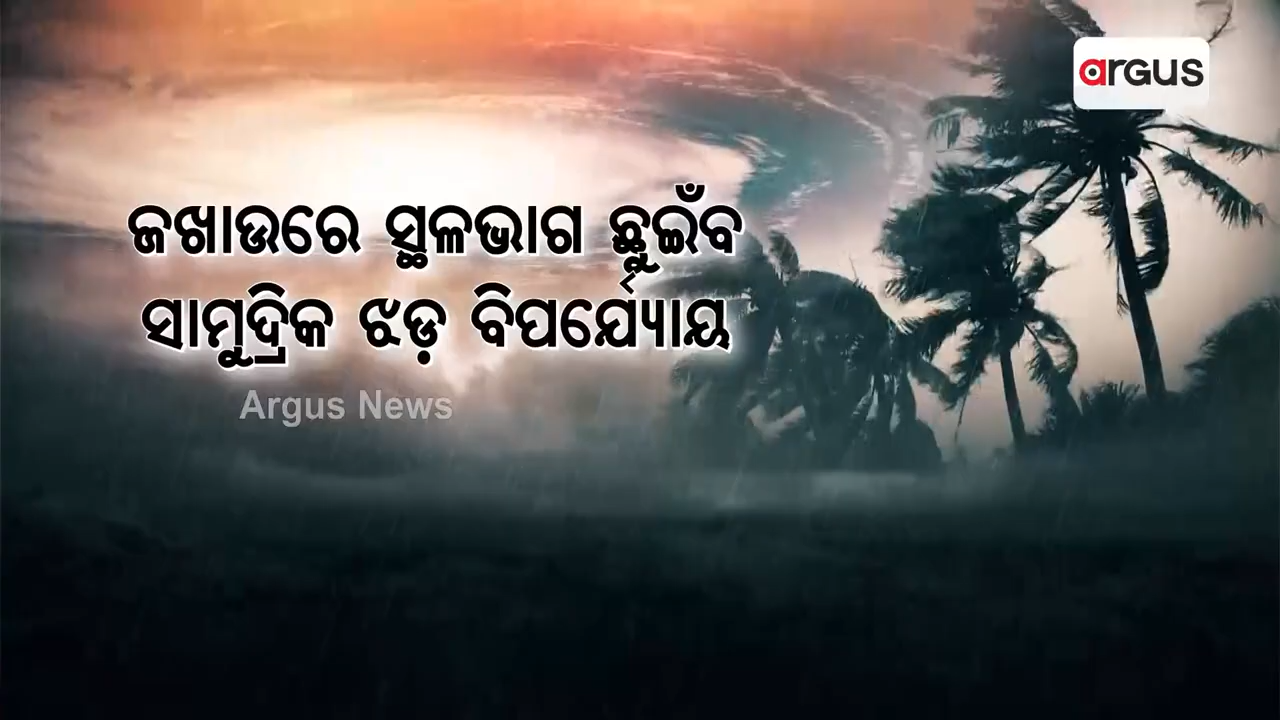 argus
ଜଖାଉରେ ସ୍ଥଳଭାଗ ଛୁଇଁବ
ସାମୁଦ୍ରିକ ଝଡ଼ ବିପର୍ଯ୍ୟୋୟ
Argus News